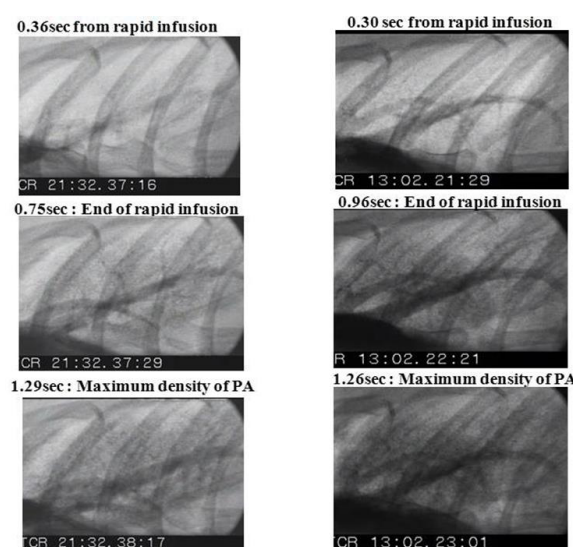 0.36sec from rapid infusion
0.30 sec from rapid infusion
CR 21:32.37:16
CR 13:02.21:29
0.75sec : End of rapid infusion
0.96sec : End of rapid infusion
CR 21:32.37:29
R 13:02.22:21
1.29sec : Maximum density of PA
1.26sec : Maximum density of PA
TCR 21:32.38:17
TCR 13:02.23:01